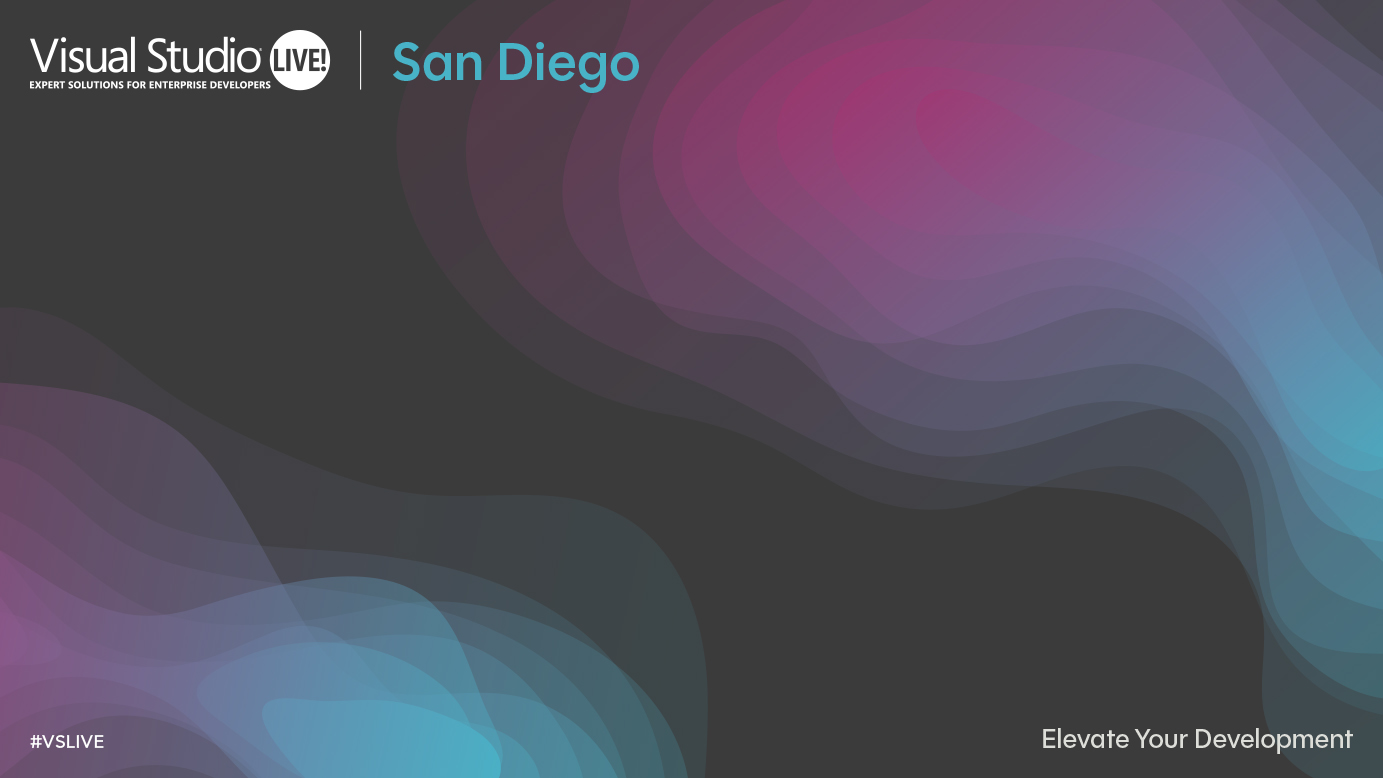 Visual Studio LIVE!
EXPERT SOLUTIONS FOR ENTERPRISE DEVELOPERS
San Diego
#VSLIVE
Elevate Your Development